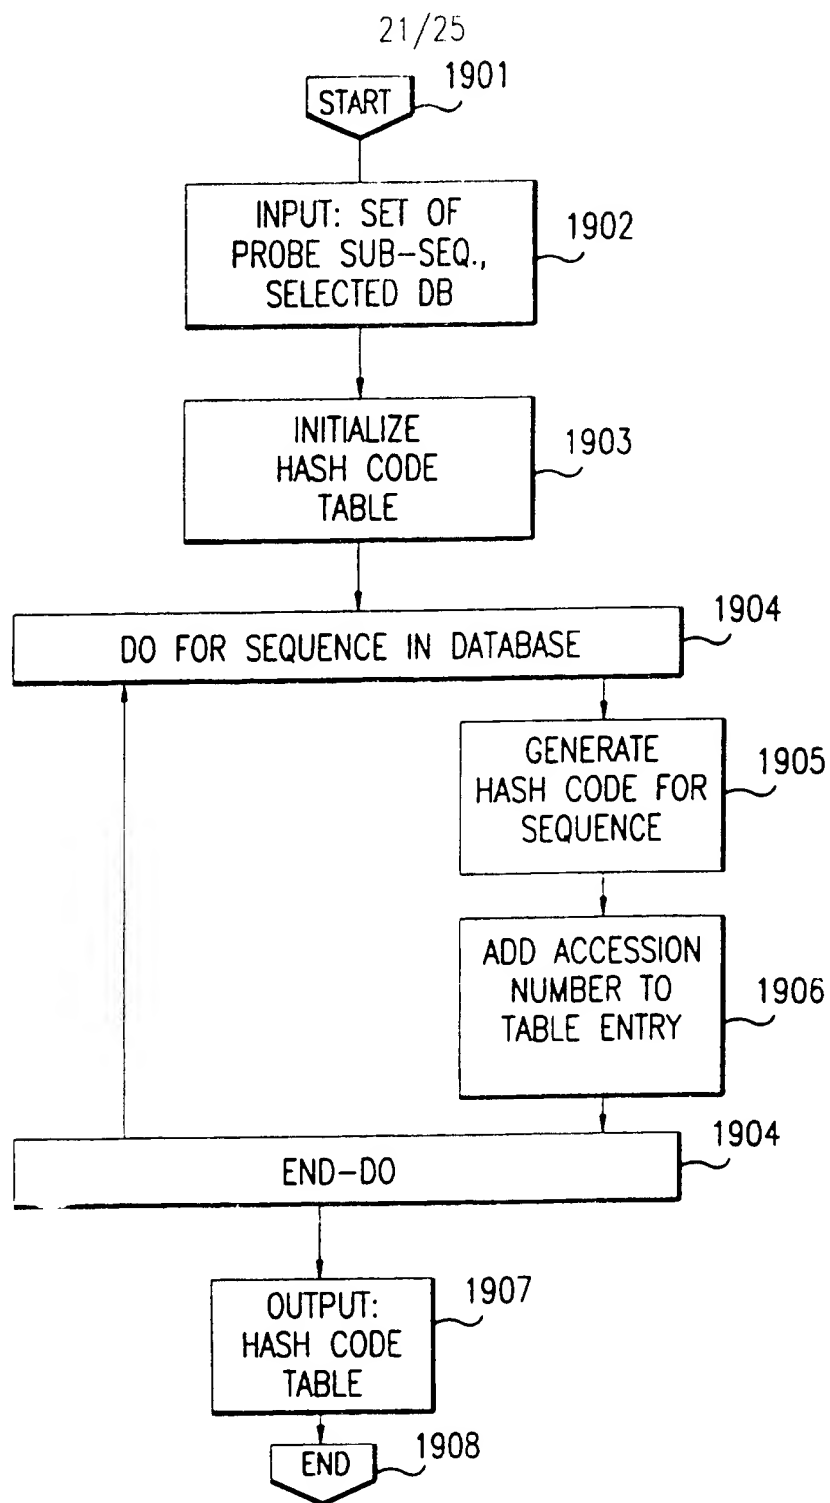 21/25
START
1901
INPUT: SET OF
PROBE SUB-SEQ.,
SELECTED DB
1902
INITIALIZE
HASH CODE
TABLE
1903
DO FOR SEQUENCE IN DATABASE
1904
GENERATE
HASH CODE FOR
SEQUENCE
1905
ADD ACCESSION
NUMBER TO
TABLE ENTRY
1906
END-DO
1904
OUTPUT:
HASH CODE
TABLE
1907
END
1908